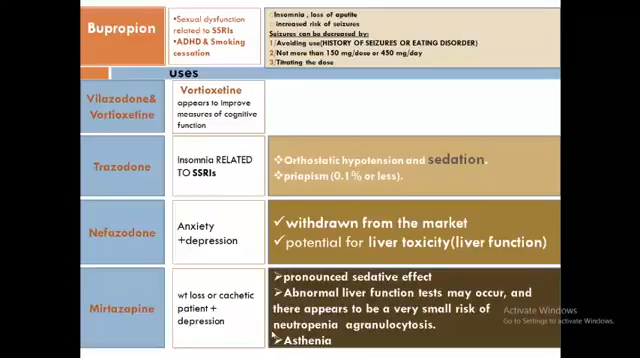 Bupropion
•Sexual dysfunction
related to SSRIs
•ADHD & Smoking
cessation
Insomnia , loss of apetite
increased risk of seizures
Seizures can be decreased by:
1/Avoiding use(HISTORY OF SEIZURES OR EATING DISORDER)
2/Not more than 150 mg/dose or 450 mg/day
3/Titrating the dose
uses
Vilazodone&
Vortioxetine
Vortioxetine
appears to improve
measures of cognitive
function
Trazodone
Insomnia RELATED
TO SSRIs
❖Orthostatic hypotension and sedation.
❖priapism (0.1% or less).
Nefazodone
Anxiety
+depression
✓withdrawn from the market
✓potential for liver toxicity(liver function)
Mirtazapine
wt loss or cachetic
patient +
depression
➢pronounced sedative effect
➢Abnormal liver function tests may occur, and
there appears to be a very small risk of
neutropenia agranulocytosis.
➢Asthenia
Activate Windows
Go to Settings to activate Windows.